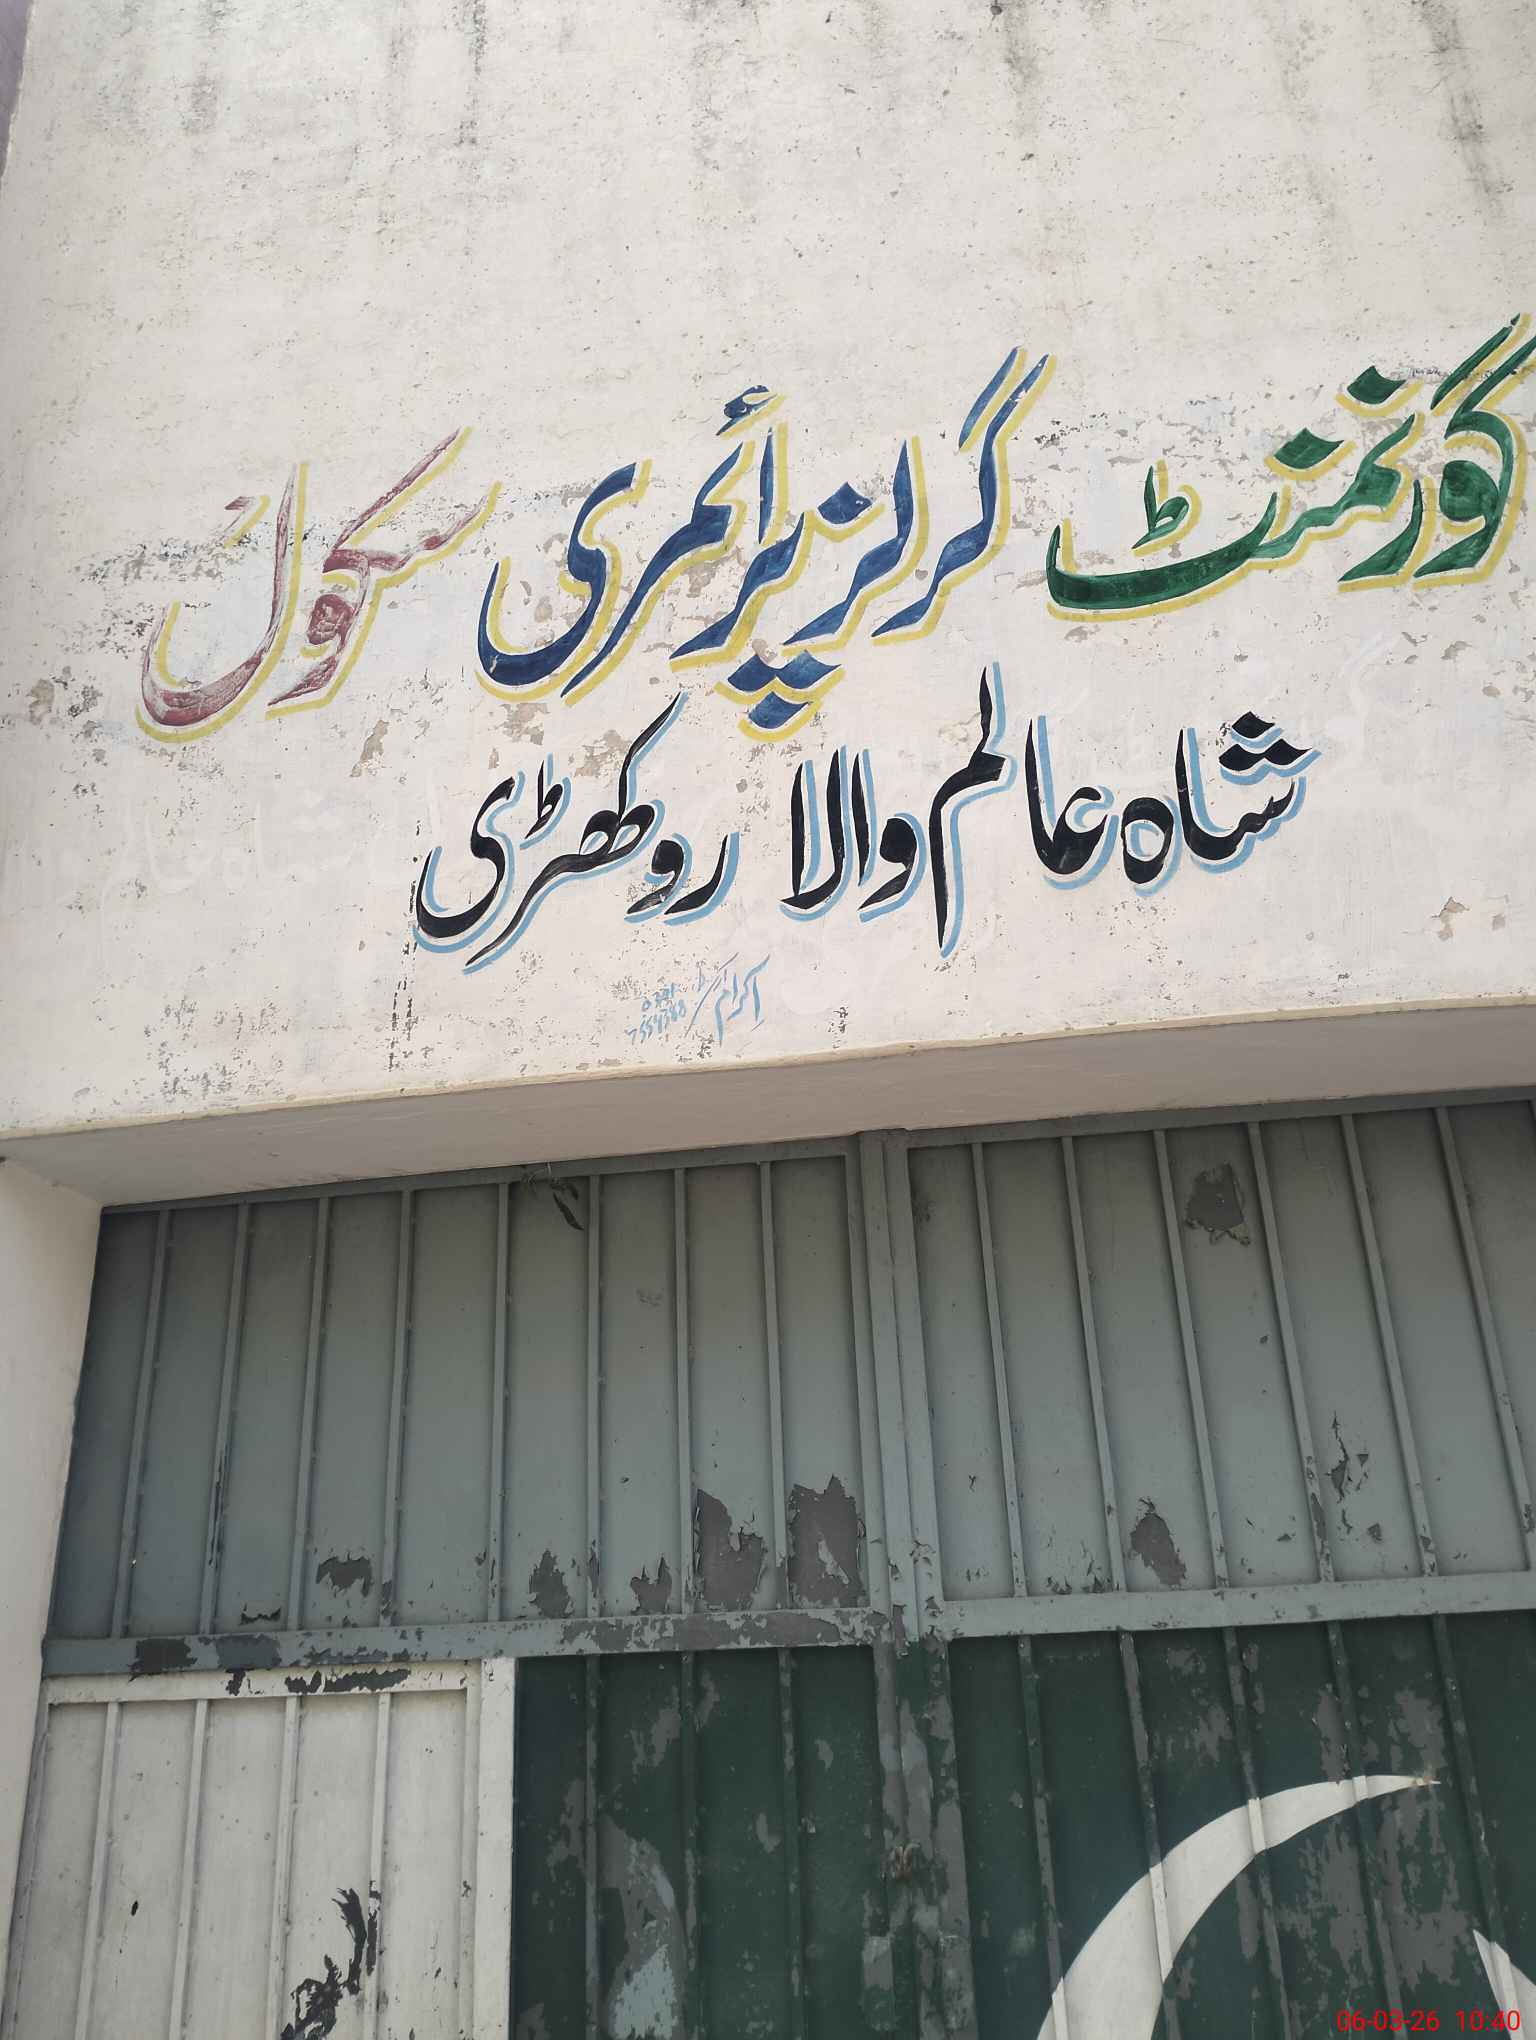 گورنمنٹ گرلز پرائمری سکول
شاہ عالم والا روکھڑی
اکرام
06-03-26 10:40